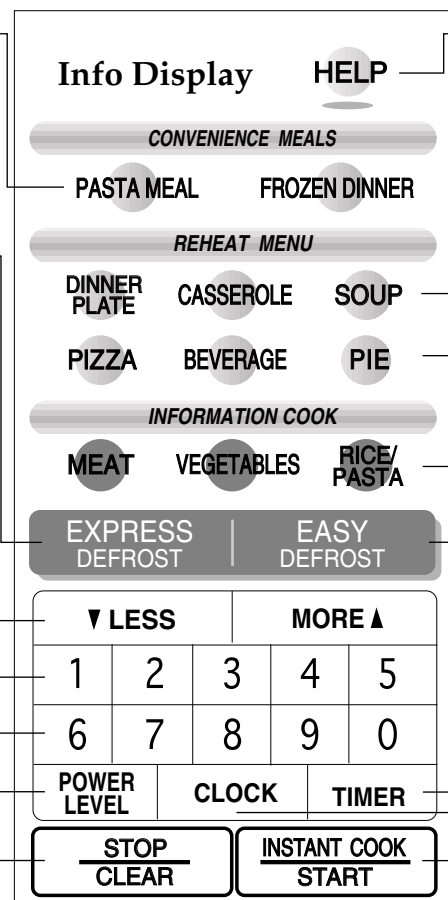 Info Display HELP
CONVENIENCE MEALS
PASTA MEAL FROZEN DINNER
REHEAT MENU
DINNER PLATE CASSEROLE SOUP
PIZZA BEVERAGE PIE
INFORMATION COOK
MEAT VEGETABLES RICE/ PASTA
EXPRESS DEFROST EASY DEFROST
▼ LESS MORE ▲
1 2 3 4 5
6 7 8 9 0
POWER LEVEL CLOCK TIMER
STOP CLEAR INSTANT COOK START